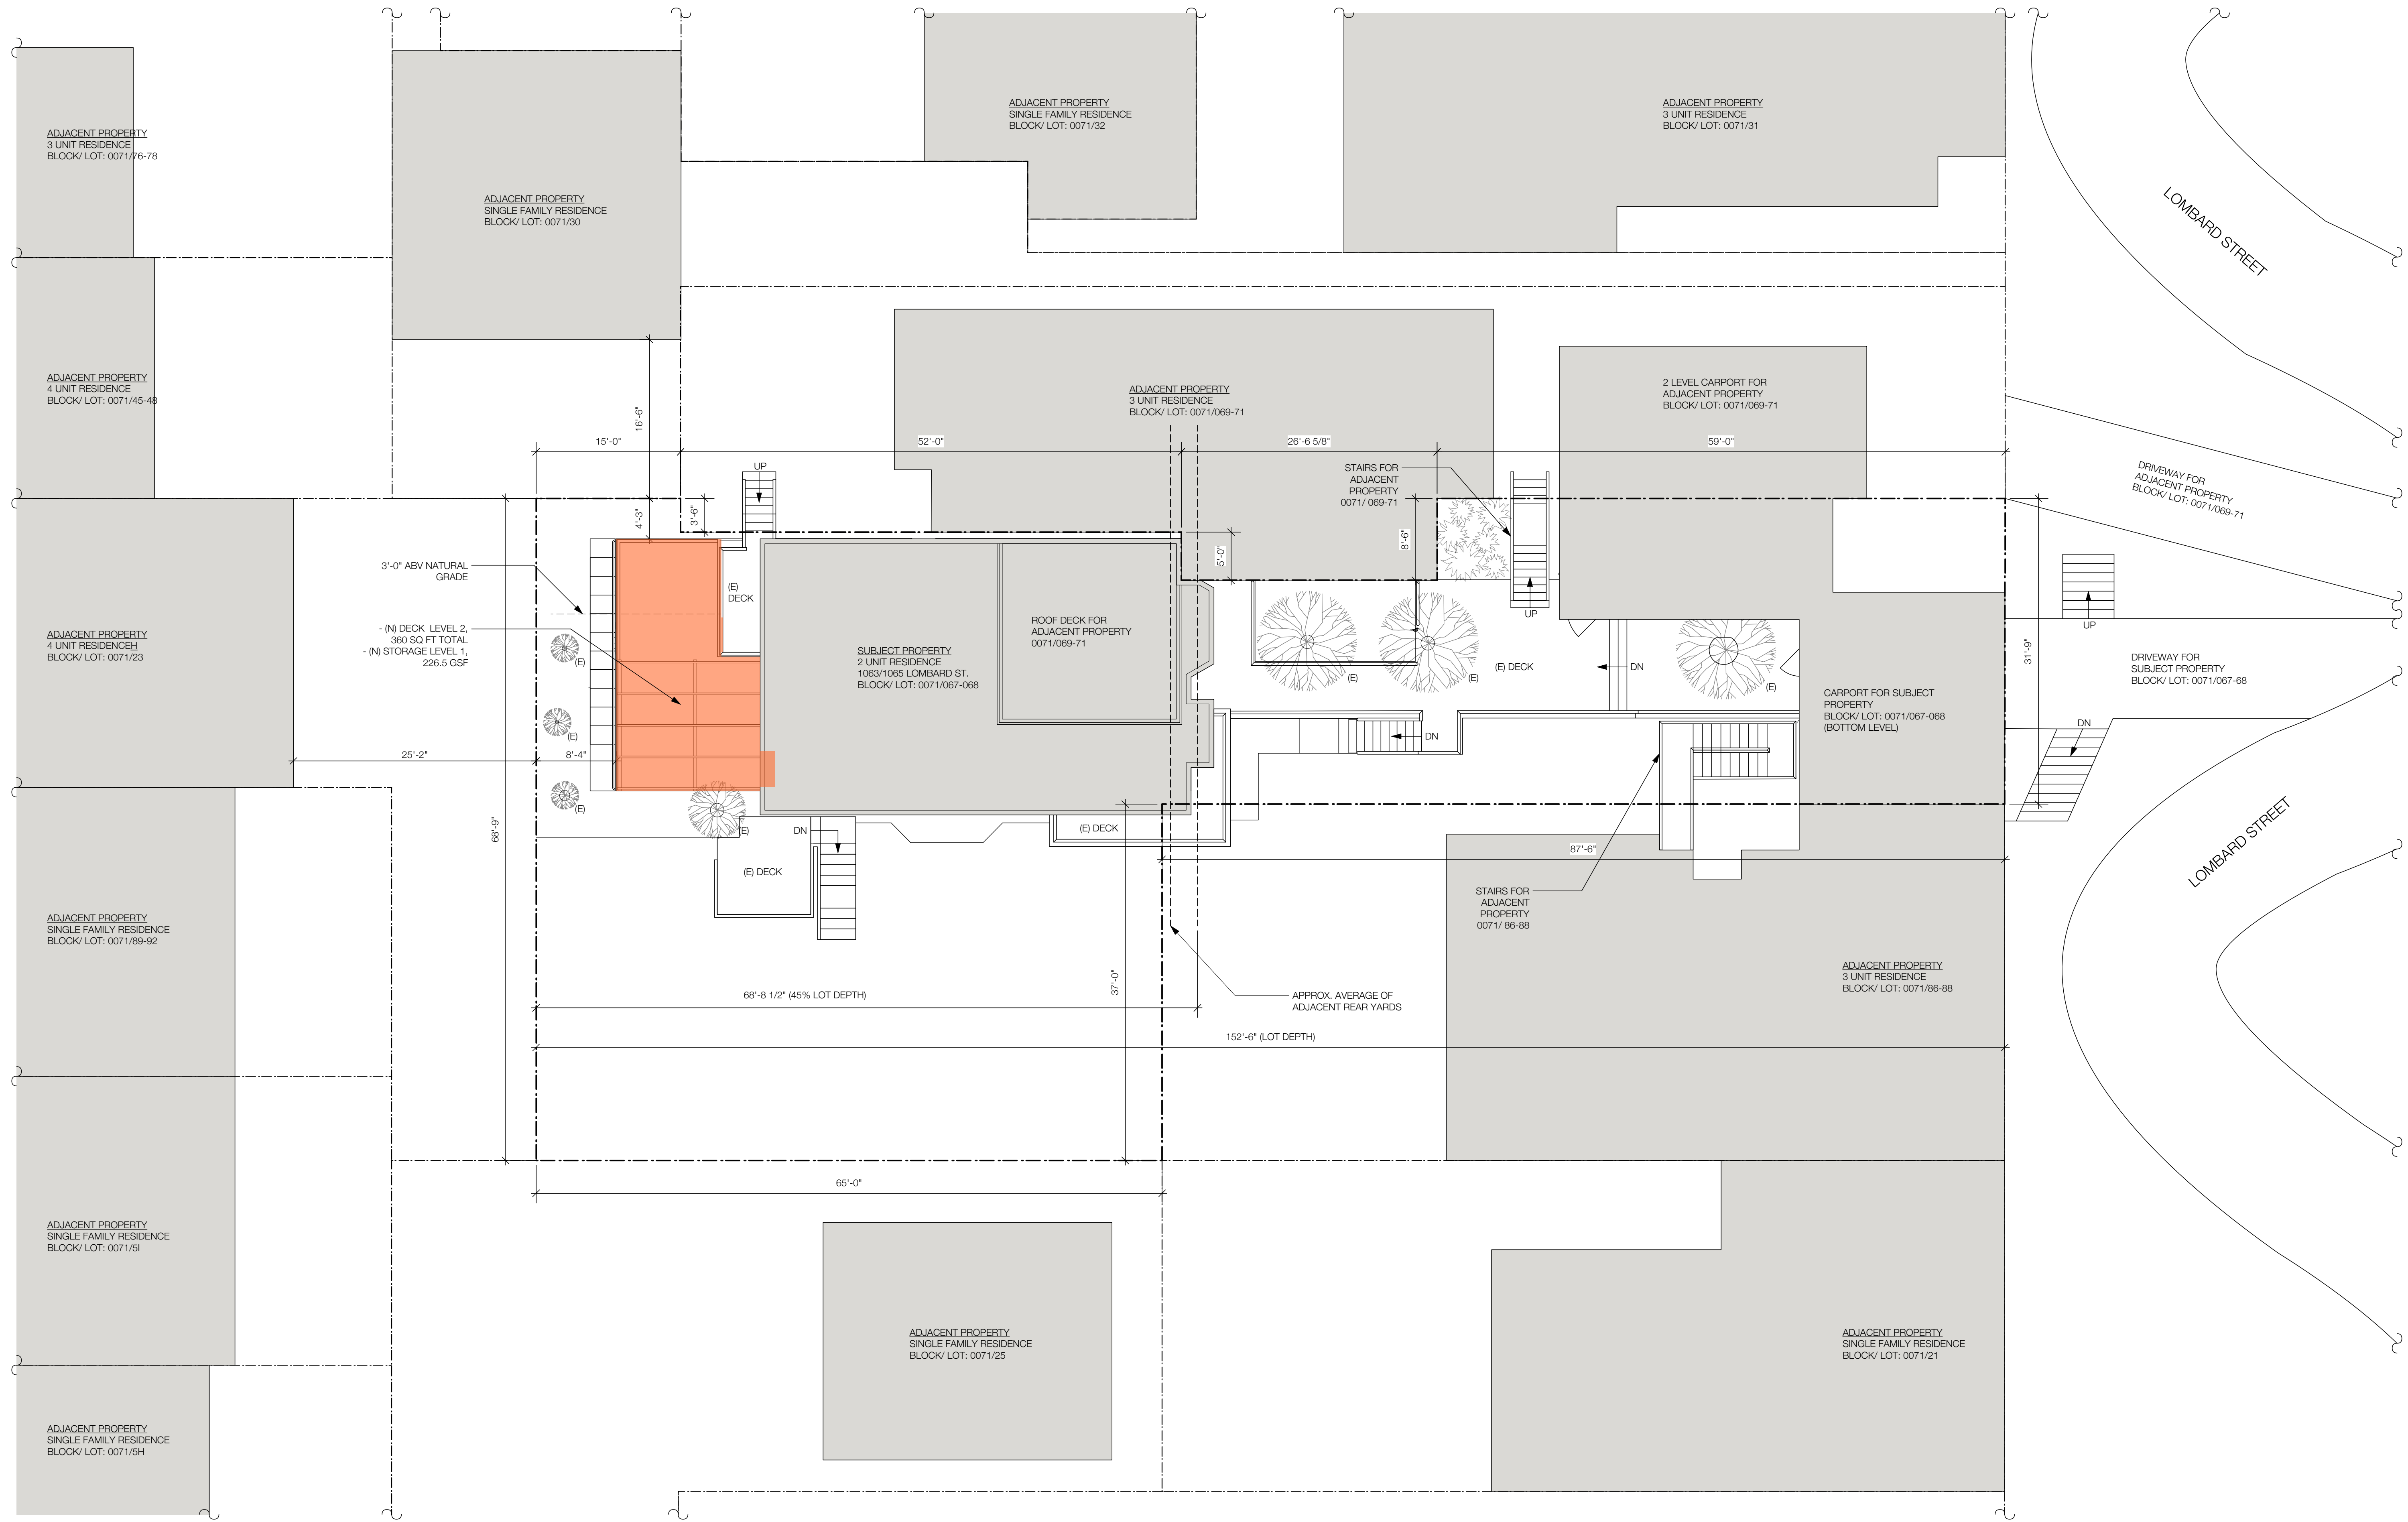 ADJACENT PROPERTY
SINGLE FAMILY RESIDENCE
BLOCK/ LOT: 0071/32
ADJACENT PROPERTY
3 UNIT RESIDENCE
BLOCK/ LOT: 0071/31
ADJACENT PROPERTY
3 UNIT RESIDENCE
BLOCK/ LOT: 0071/76-78
ADJACENT PROPERTY
SINGLE FAMILY RESIDENCE
BLOCK/ LOT: 0071/30
LOMBARD STREET
ADJACENT PROPERTY
4 UNIT RESIDENCE
BLOCK/ LOT: 0071/45-48
16'-6"
ADJACENT PROPERTY
3 UNIT RESIDENCE
BLOCK/ LOT: 0071/069-71
2 LEVEL CARPORT FOR
ADJACENT PROPERTY
BLOCK/ LOT: 0071/069-71
15'-0"
52'-0"
26'-6 5/8"
59'-0"
UP
STAIRS FOR
ADJACENT
PROPERTY
0071/ 069-71
DRIVEWAY FOR
ADJACENT PROPERTY
BLOCK/ LOT: 0071/069-71
4'-3"
3'-6"
5'-0"
8'-6"
3'-0" ABV NATURAL
GRADE
(E)
DECK
- (N) DECK  LEVEL 2,
360 SQ FT TOTAL
- (N) STORAGE LEVEL 1,
226.5 GSF
ADJACENT PROPERTY
4 UNIT RESIDENCEH
BLOCK/ LOT: 0071/23
(E)
SUBJECT PROPERTY
2 UNIT RESIDENCE
1063/1065 LOMBARD ST.
BLOCK/ LOT: 0071/067-068
ROOF DECK FOR
ADJACENT PROPERTY
0071/069-71
UP
UP
(E)
(E)
(E) DECK
DN
(E)
31'-9"
DRIVEWAY FOR
SUBJECT PROPERTY
BLOCK/ LOT: 0071/067-68
CARPORT FOR SUBJECT
PROPERTY
BLOCK/ LOT: 0071/067-068
(BOTTOM LEVEL)
(E)
DN
DN
25'-2"
8'-4"
(E)
(E)
DN
(E) DECK
68'-9"
(E) DECK
87'-6"
LOMBARD STREET
STAIRS FOR
ADJACENT
PROPERTY
0071/ 86-88
ADJACENT PROPERTY
SINGLE FAMILY RESIDENCE
BLOCK/ LOT: 0071/89-92
37'-0"
ADJACENT PROPERTY
3 UNIT RESIDENCE
BLOCK/ LOT: 0071/86-88
68'-8 1/2" (45% LOT DEPTH)
APPROX. AVERAGE OF
ADJACENT REAR YARDS
152'-6" (LOT DEPTH)
65'-0"
ADJACENT PROPERTY
SINGLE FAMILY RESIDENCE
BLOCK/ LOT: 0071/5I
ADJACENT PROPERTY
SINGLE FAMILY RESIDENCE
BLOCK/ LOT: 0071/25
ADJACENT PROPERTY
SINGLE FAMILY RESIDENCE
BLOCK/ LOT: 0071/21
ADJACENT PROPERTY
SINGLE FAMILY RESIDENCE
BLOCK/ LOT: 0071/5H